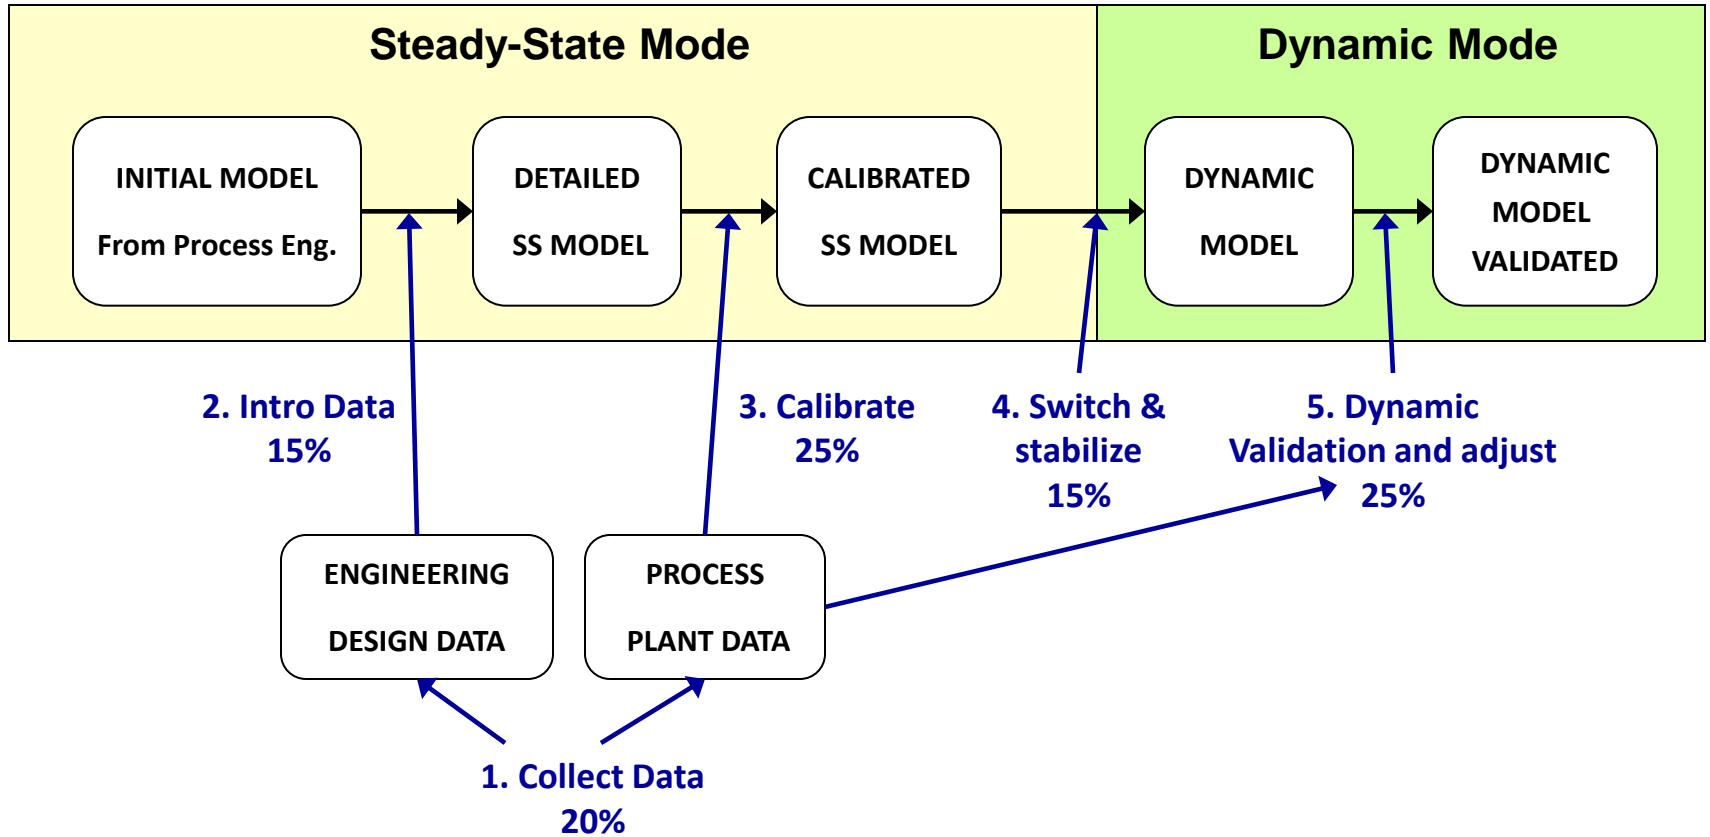 Steady-State Mode
Dynamic Mode
INITIAL MODEL
From Process Eng.
DETAILED
SS MODEL
CALIBRATED
SS MODEL
DYNAMIC
MODEL
DYNAMIC
MODEL
VALIDATED
2. Intro Data
15%
3. Calibrate
25%
4. Switch &
stabilize
15%
5. Dynamic
Validation and adjust
25%
ENGINEERING
DESIGN DATA
PROCESS
PLANT DATA
1. Collect Data
20%